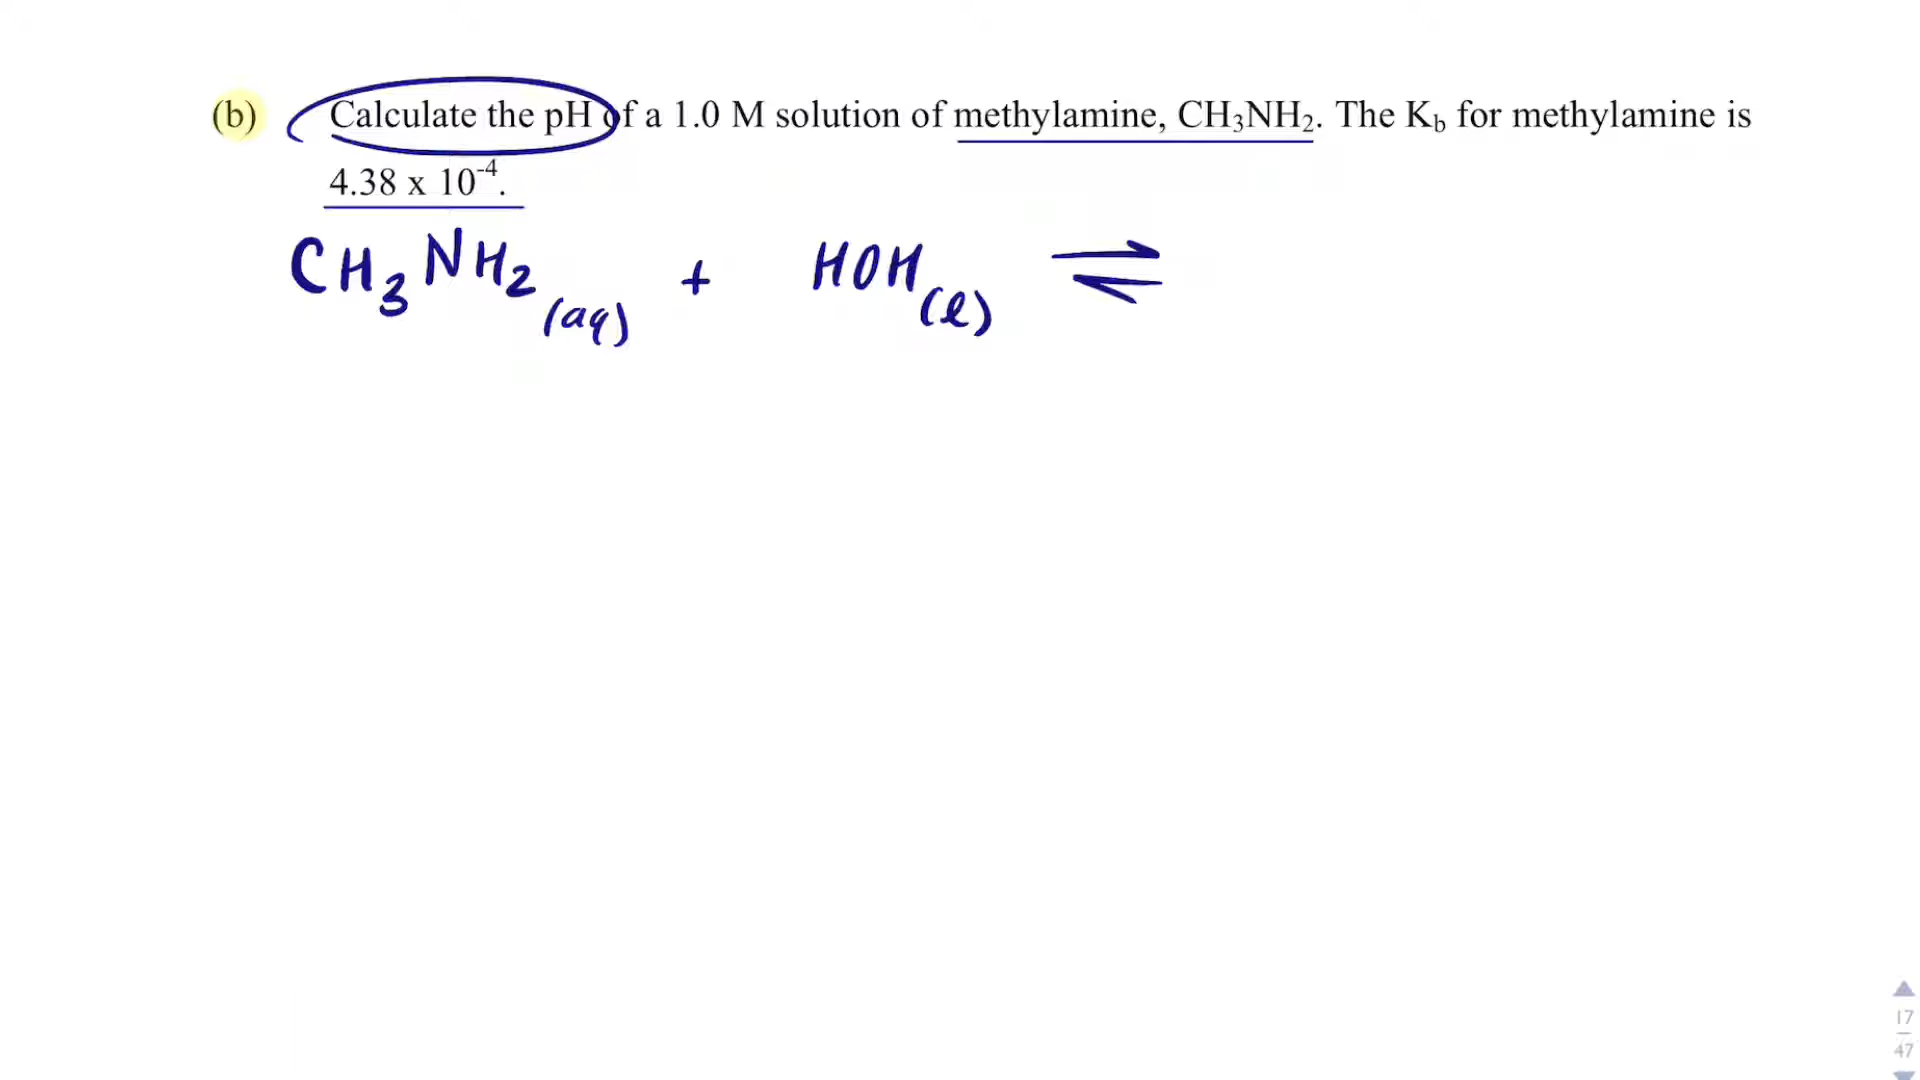 (b) Calculate the pH of a 1.0 M solution of methylamine, CH₃NH₂. The K_b for methylamine is
4.38 x 10⁻⁴.
CH₃NH₂(aq) + HOH(l) ⇌
17
47